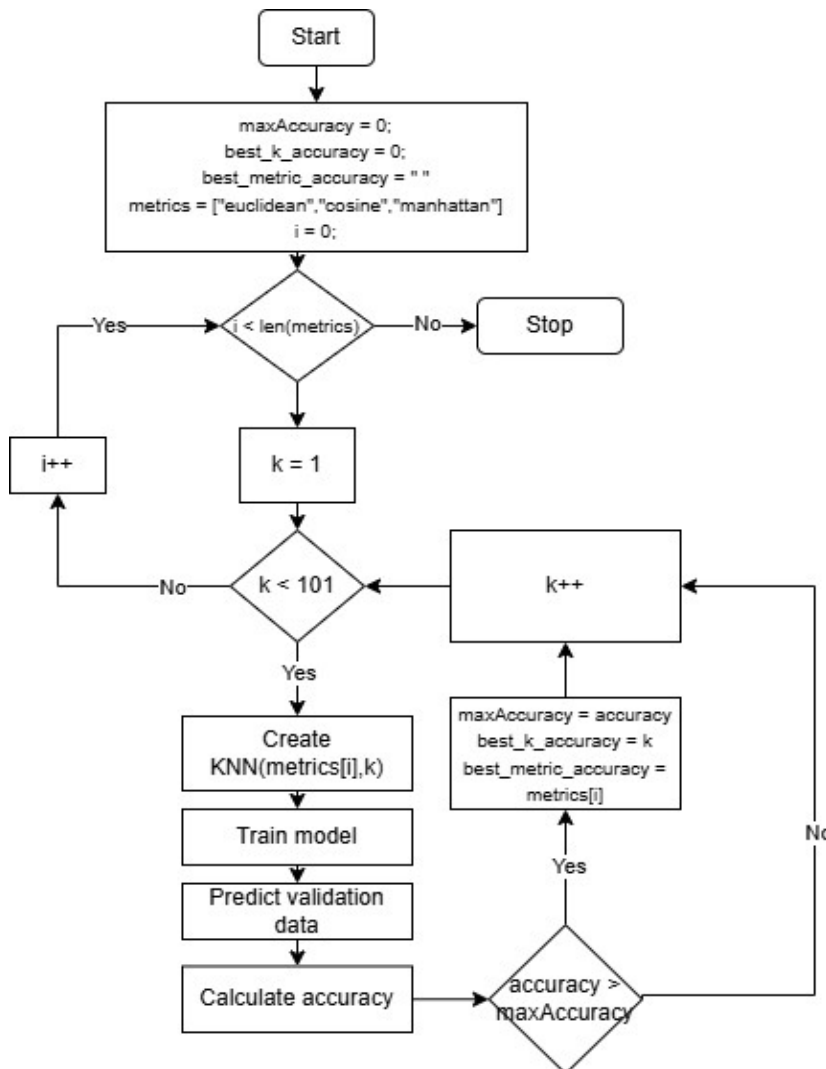 Start
maxAccuracy = 0;
best_k_accuracy = 0;
best_metric_accuracy = " "
metrics = ["euclidean","cosine","manhattan"]
i = 0;
Yes
i < len(metrics)
No
Stop
i++
k = 1
No
k < 101
k++
Yes
Create
KNN(metrics[i],k)
maxAccuracy = accuracy
best_k_accuracy = k
best_metric_accuracy =
metrics[i]
Train model
No
Yes
Predict validation
data
Calculate accuracy
accuracy >
maxAccuracy